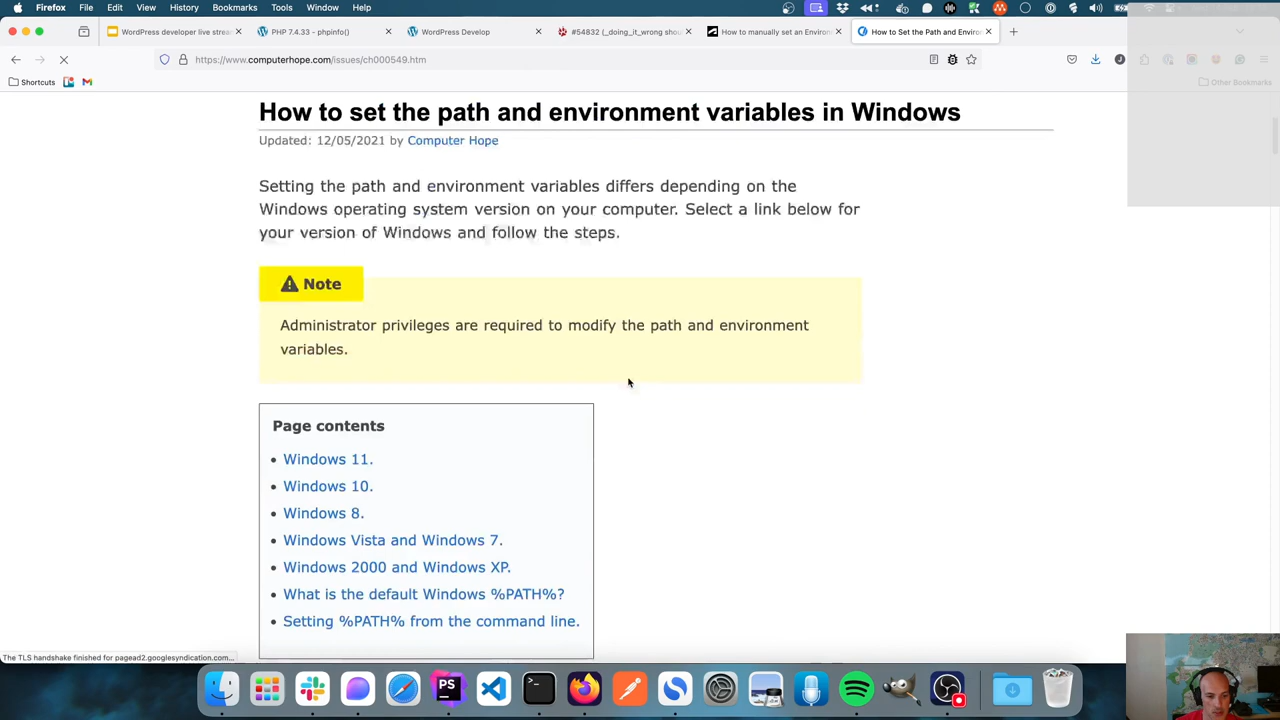 Firefox File Edit View History Bookmarks Tools Window Help
WordPress developer live strea
PHP 7.4.33 - phpinfo()
WordPress Develop
#54832 (_doing_it_wrong shou
How to manually set an Environ
How to Set the Path and Enviro
https://www.computerhope.com/issues/ch000549.htm
Shortcuts
Other Bookmarks
How to set the path and environment variables in Windows
Updated: 12/05/2021 by Computer Hope
Setting the path and environment variables differs depending on the
Windows operating system version on your computer. Select a link below for
your version of Windows and follow the steps.
Note
Administrator privileges are required to modify the path and environment
variables.
Page contents
Windows 11.
Windows 10.
Windows 8.
Windows Vista and Windows 7.
Windows 2000 and Windows XP.
What is the default Windows %PATH%?
Setting %PATH% from the command line.
The TLS handshake finished for pagead2.googlesyndication.com...
PS
>_